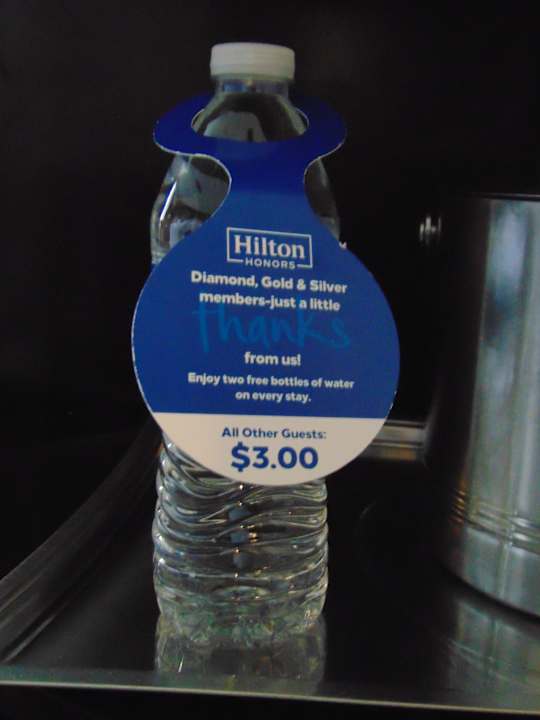 Hilton
HONORS
Diamond, Gold & Silver
members-just a little
thanks
from us!
Enjoy two free bottles of water
on every stay.
All Other Guests:
$3.00